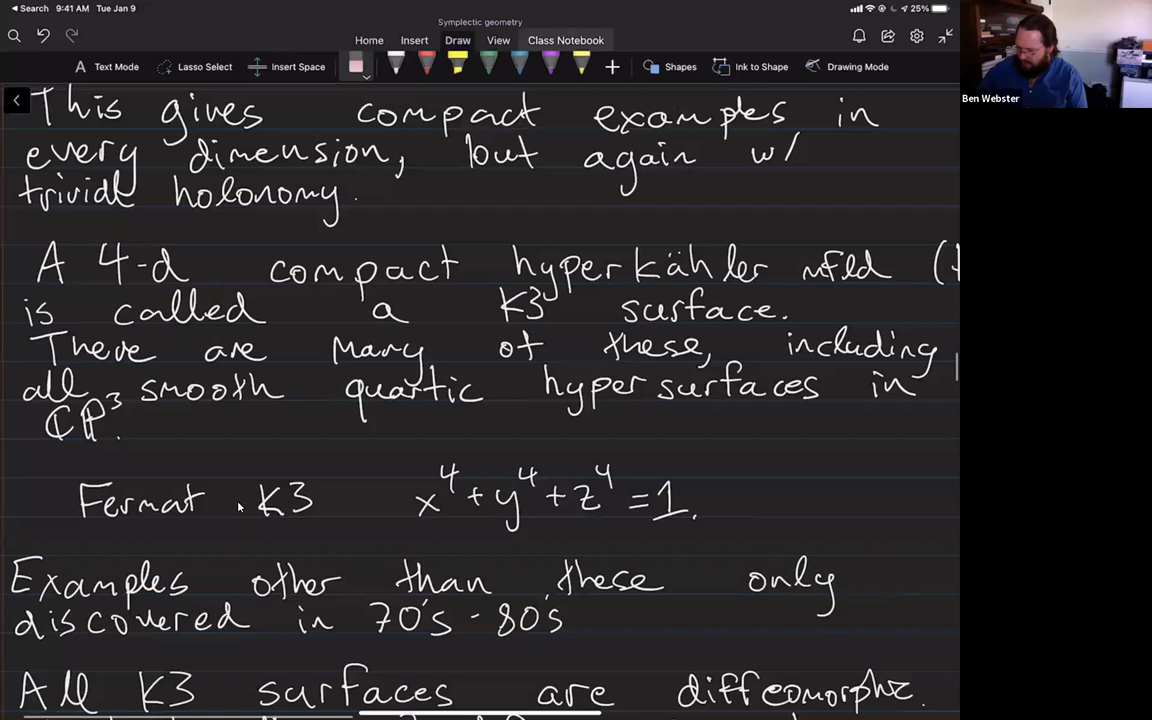 Search 9:41 AM Tue Jan 9
Symplectic geometry
25%
Home Insert Draw View Class Notebook
Text Mode Lasso Select Insert Space Shapes Ink to Shape Drawing Mode
Ben Webster
This gives compact examples in
every dimension, but again w/
trivial holonomy.
A 4-d compact hyperkähler mfld (
is called a K3 surface.
There are many of these, including
all smooth quartic hypersurfaces in
ℂP³.
Fermat K3 x⁴+y⁴+z⁴=1.
Examples other than these only
discovered in 70's - 80's
All K3 surfaces are diffeomorphic.